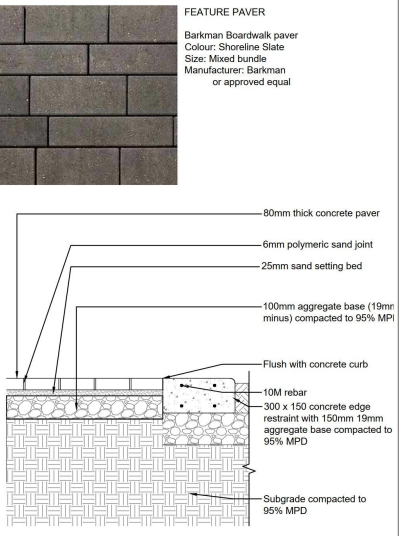 FEATURE PAVER
Barkman Boardwalk paver
Colour: Shoreline Slate
Size: Mixed bundle
Manufacturer: Barkman
or approved equal
80mm thick concrete paver
6mm polymeric sand joint
25mm sand setting bed
100mm aggregate base (19mm
minus) compacted to 95% MPD
Flush with concrete curb
10M rebar
300 x 150 concrete edge
restraint with 150mm 19mm
aggregate base compacted to
95% MPD
Subgrade compacted to
95% MPD